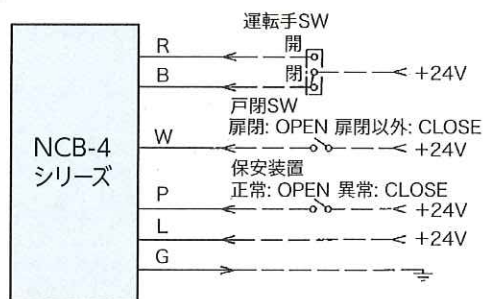 運転手SW
R
開
B
閉
+24V
戸閉SW
扉閉: OPEN 扉閉以外: CLOSE
W
+24V
NCB-4
シリーズ
保安装置
正常: OPEN 異常: CLOSE
P
+24V
L
+24V
G